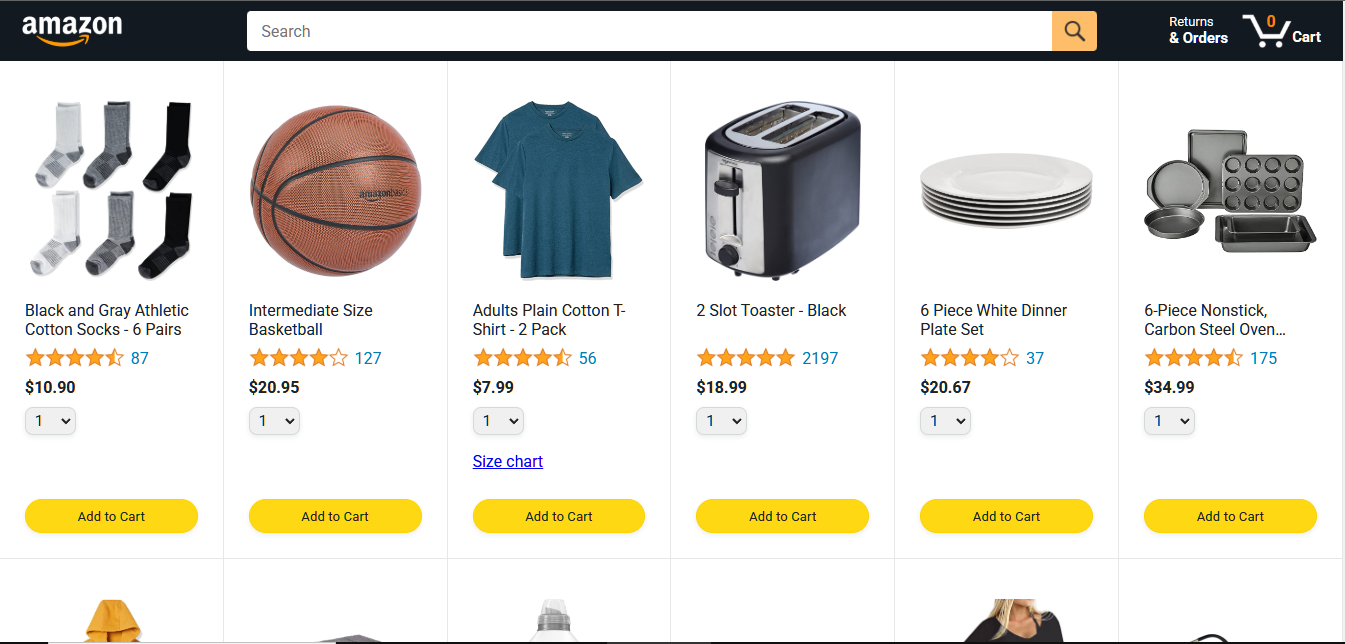 amazon
Search
Returns
& Orders
0
Cart
amazonbasics
Black and Gray Athletic
Cotton Socks - 6 Pairs
87
$10.90
1
Intermediate Size
Basketball
127
$20.95
1
Adults Plain Cotton T-
Shirt - 2 Pack
56
$7.99
1
Size chart
2 Slot Toaster - Black
2197
$18.99
1
6 Piece White Dinner
Plate Set
37
$20.67
1
6-Piece Nonstick,
Carbon Steel Oven...
175
$34.99
1
Add to Cart
Add to Cart
Add to Cart
Add to Cart
Add to Cart
Add to Cart